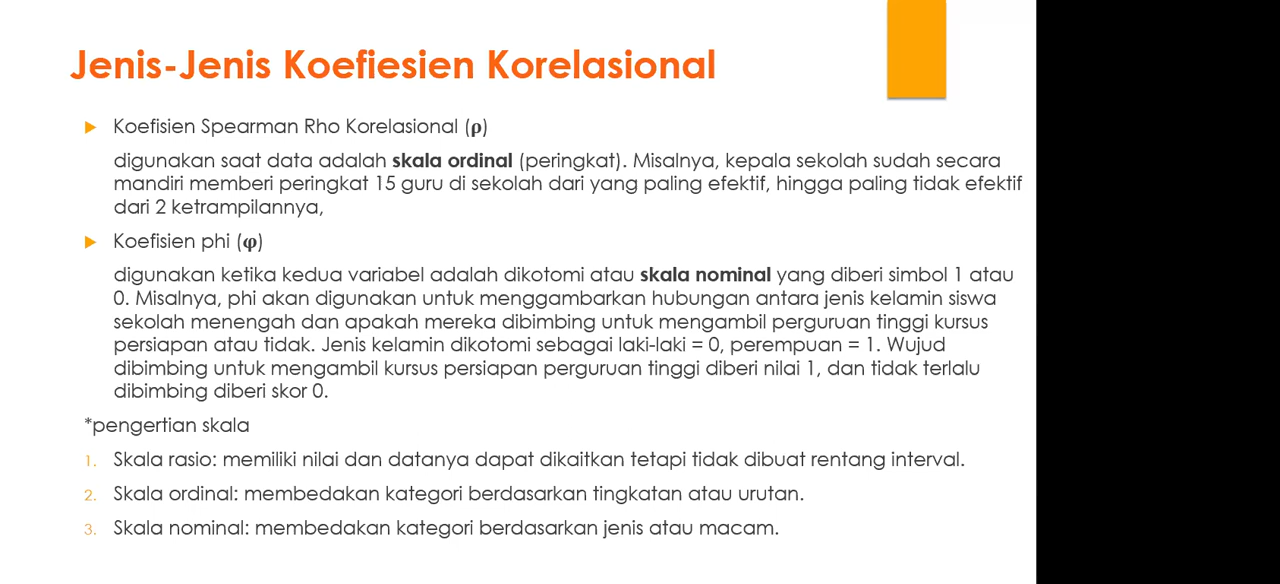 Jenis-Jenis Koefiesien Korelasional
Koefisien Spearman Rho Korelasional (ρ)
digunakan saat data adalah skala ordinal (peringkat). Misalnya, kepala sekolah sudah secara
mandiri memberi peringkat 15 guru di sekolah dari yang paling efektif, hingga paling tidak efektif
dari 2 ketrampilannya,
Koefisien phi (φ)
digunakan ketika kedua variabel adalah dikotomi atau skala nominal yang diberi simbol 1 atau
0. Misalnya, phi akan digunakan untuk menggambarkan hubungan antara jenis kelamin siswa
sekolah menengah dan apakah mereka dibimbing untuk mengambil perguruan tinggi kursus
persiapan atau tidak. Jenis kelamin dikotomi sebagai laki-laki = 0, perempuan = 1. Wujud
dibimbing untuk mengambil kursus persiapan perguruan tinggi diberi nilai 1, dan tidak terlalu
dibimbing diberi skor 0.
*pengertian skala
1. Skala rasio: memiliki nilai dan datanya dapat dikaitkan tetapi tidak dibuat rentang interval.
2. Skala ordinal: membedakan kategori berdasarkan tingkatan atau urutan.
3. Skala nominal: membedakan kategori berdasarkan jenis atau macam.